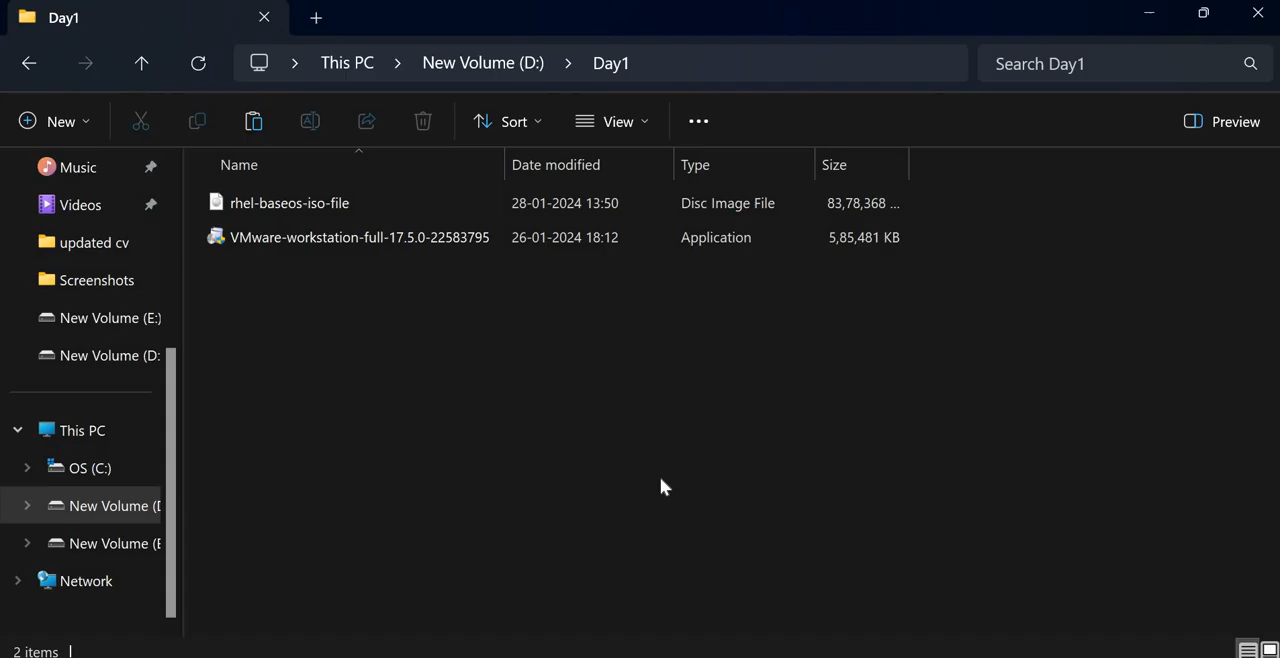 Day1
This PC > New Volume (D:) > Day1
Search Day1
New
Sort
View
Preview
Name Date modified Type Size
rhel-baseos-iso-file 28-01-2024 13:50 Disc Image File 83,78,368 ...
VMware-workstation-full-17.5.0-22583795 26-01-2024 18:12 Application 5,85,481 KB
Music
Videos
updated cv
Screenshots
New Volume (E:)
New Volume (D:
This PC
OS (C:)
New Volume (D
New Volume (E
Network
2 items